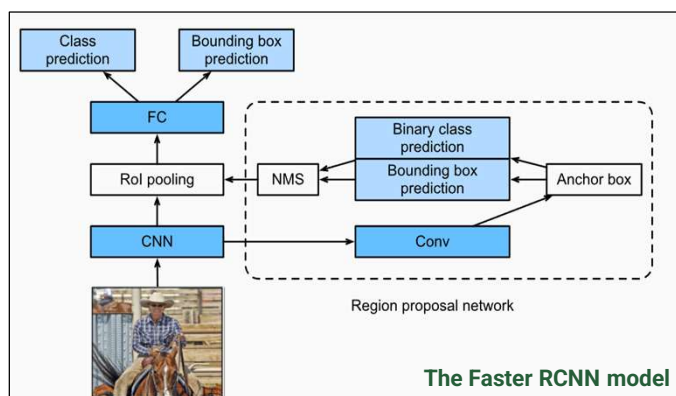 Class
prediction
Bounding box
prediction
FC
Binary class
prediction
RoI pooling
NMS
Bounding box
prediction
Anchor box
CNN
Conv
Region proposal network
The Faster RCNN model